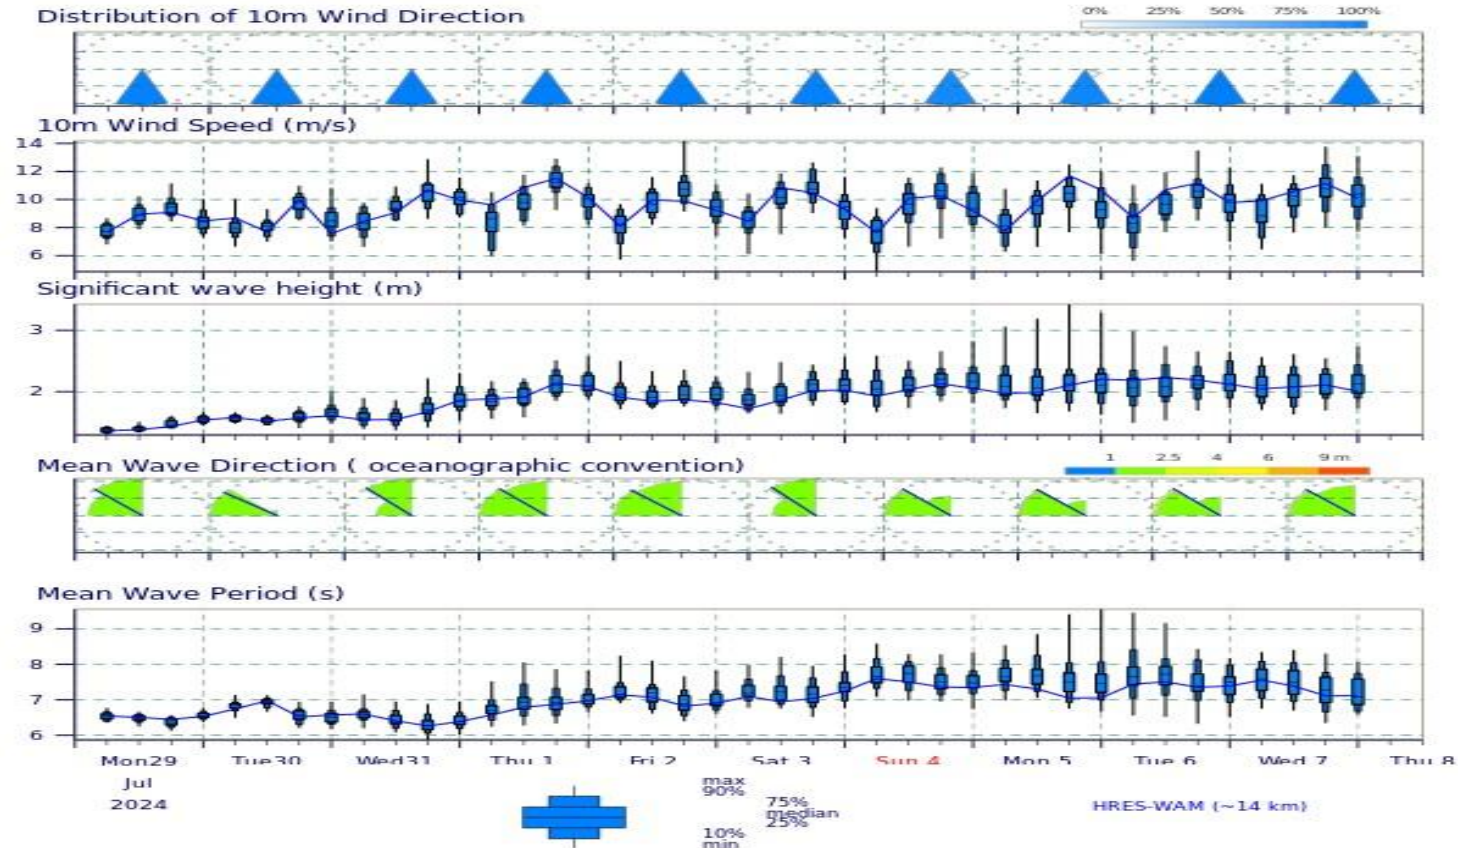 Distribution of 10m Wind Direction
0% 25% 50% 75% 100%
10m Wind Speed (m/s)
14
12
10
8
6
Significant wave height (m)
3
2
Mean Wave Direction ( oceanographic convention)
1 2.5 4 6 9 m
Mean Wave Period (s)
9
8
7
6
Mon29 Tue30 Wed31 Thu 1 Fri 2 Sat 3 Sun 4 Mon 5 Tue 6 Wed 7 Thu 8
Jul
2024
max
90%
75%
median
25%
10%
min
HRES-WAM (~14 km)